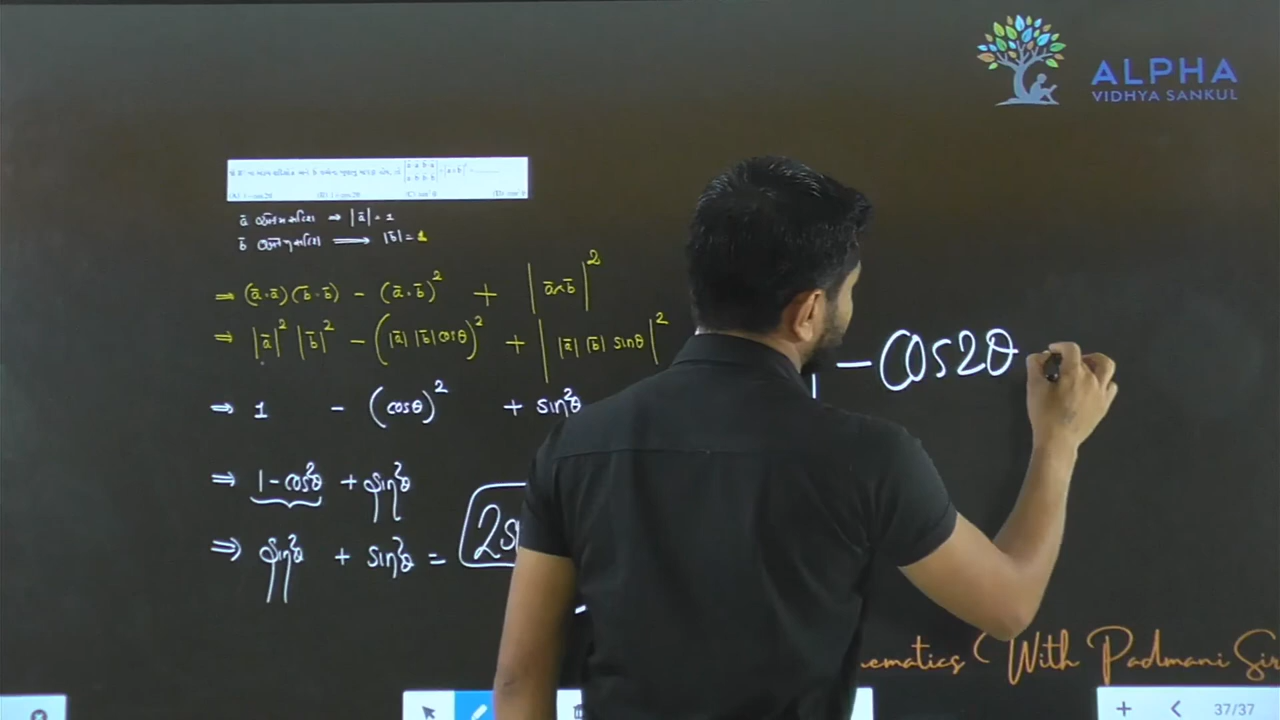 ALPHA
VIDHYA SANKUL
ā એકમ સદિશ ⇒ |ā| = 1
b̄ એકમ સદિશ ⟹ |b̄| = 1
⇒ (ā·ā)(b̄·b̄) - (ā·b̄)² + |ā×b̄|²
⇒ |ā|² |b̄|² - (|ā| |b̄| cosθ)² + | |ā| |b̄| sinθ |²
⇒ 1 - (cosθ)² + sin²θ
⇒ 1 - cos²θ + sin²θ
⇒ sin²θ + sin²θ = 2s
1 - cos2θ
With Padmani Sir
37/37